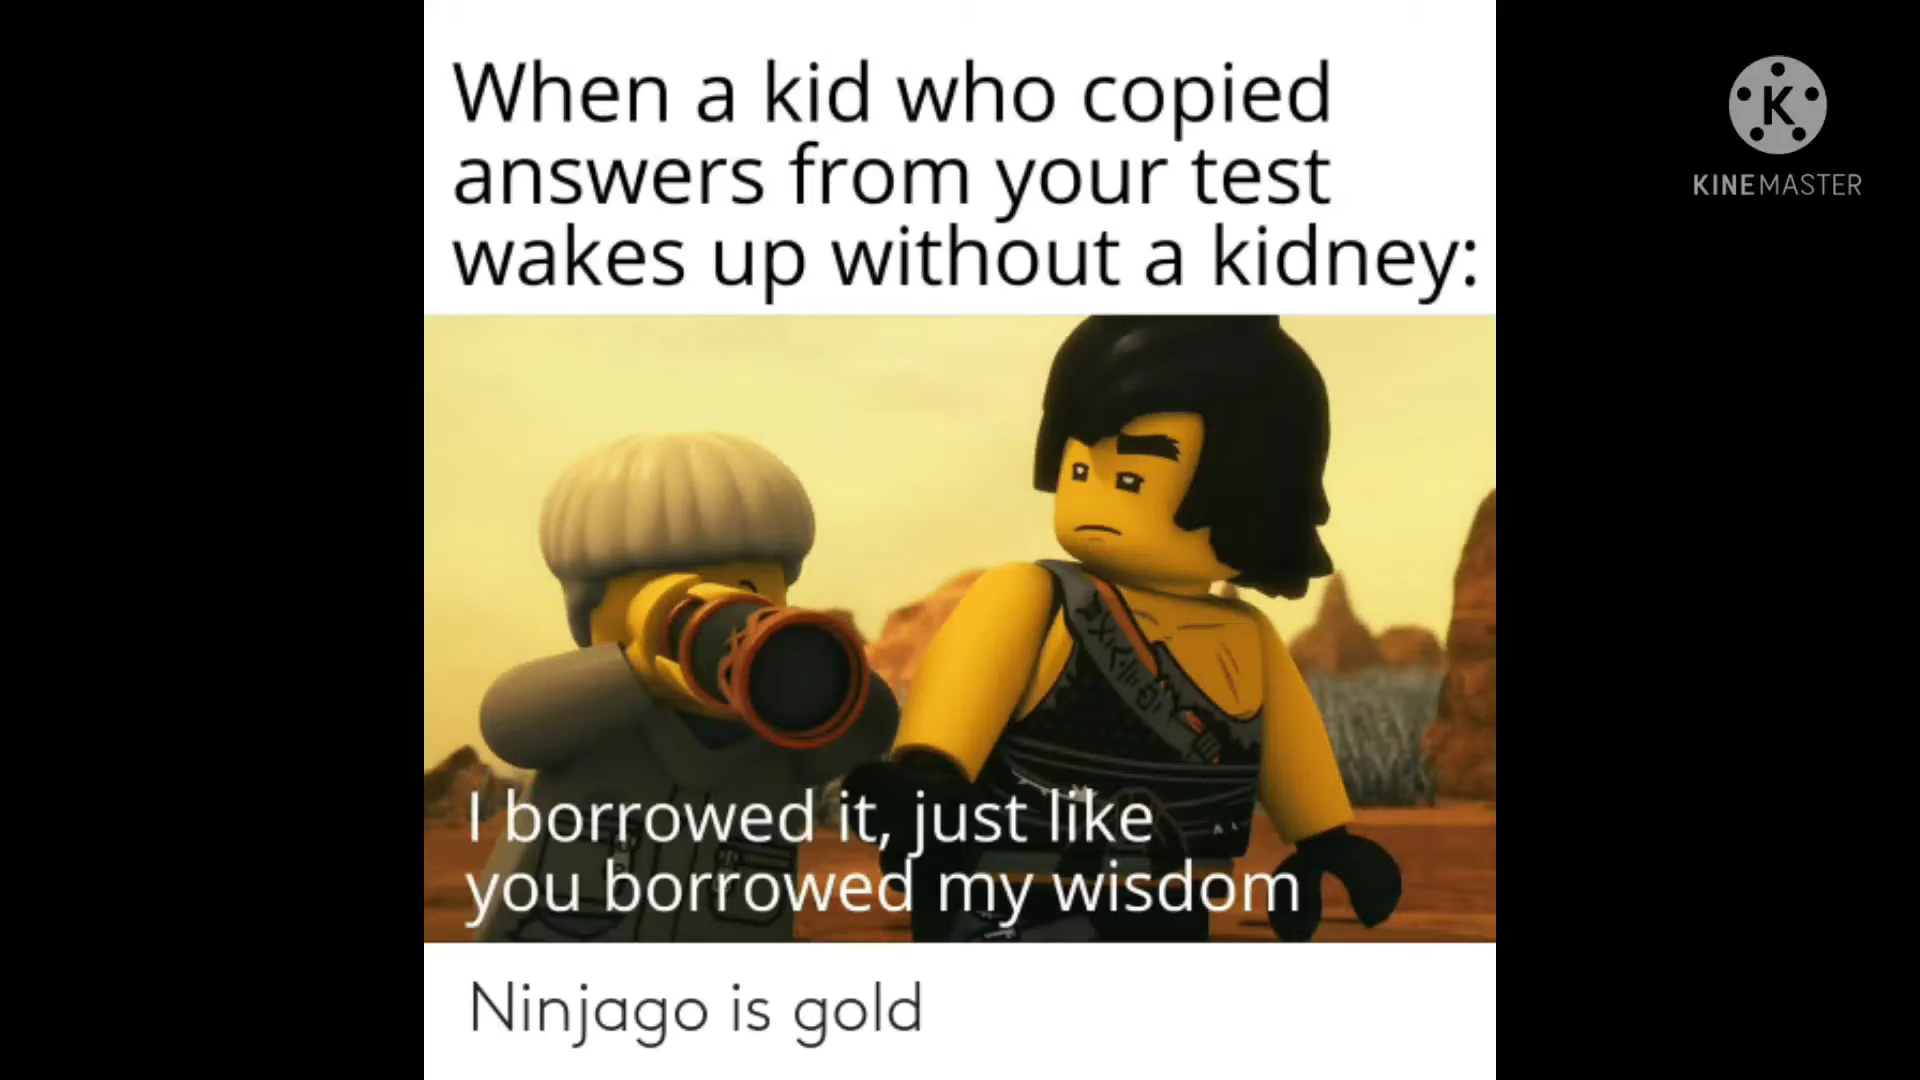 When a kid who copied
answers from your test
wakes up without a kidney:
K
KINEMASTER
I borrowed it, just like
you borrowed my wisdom
Ninjago is gold